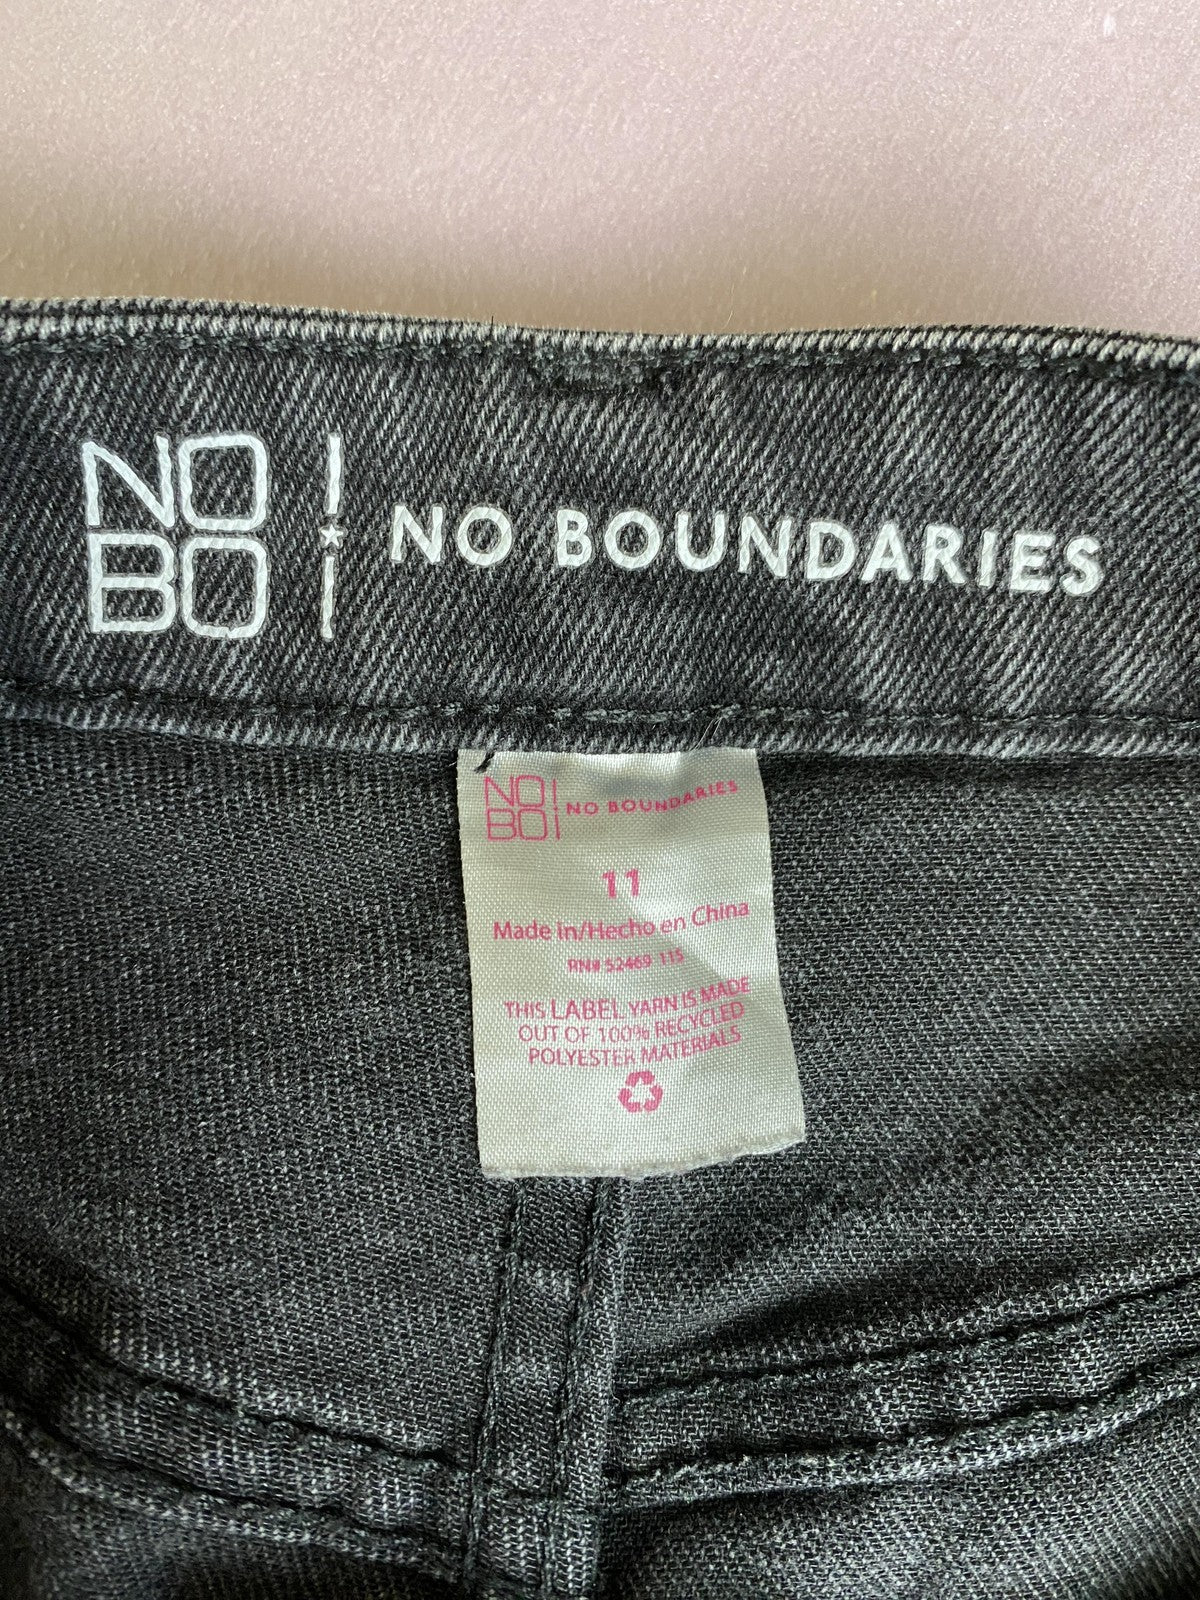 NO
BO
NO BOUNDARIES
NO
BO
NO BOUNDARIES
11
Made in/Hecho en China
RN# 52469 115
THIS LABEL YARN IS MADE
OUT OF 100% RECYCLED
POLYESTER MATERIALS